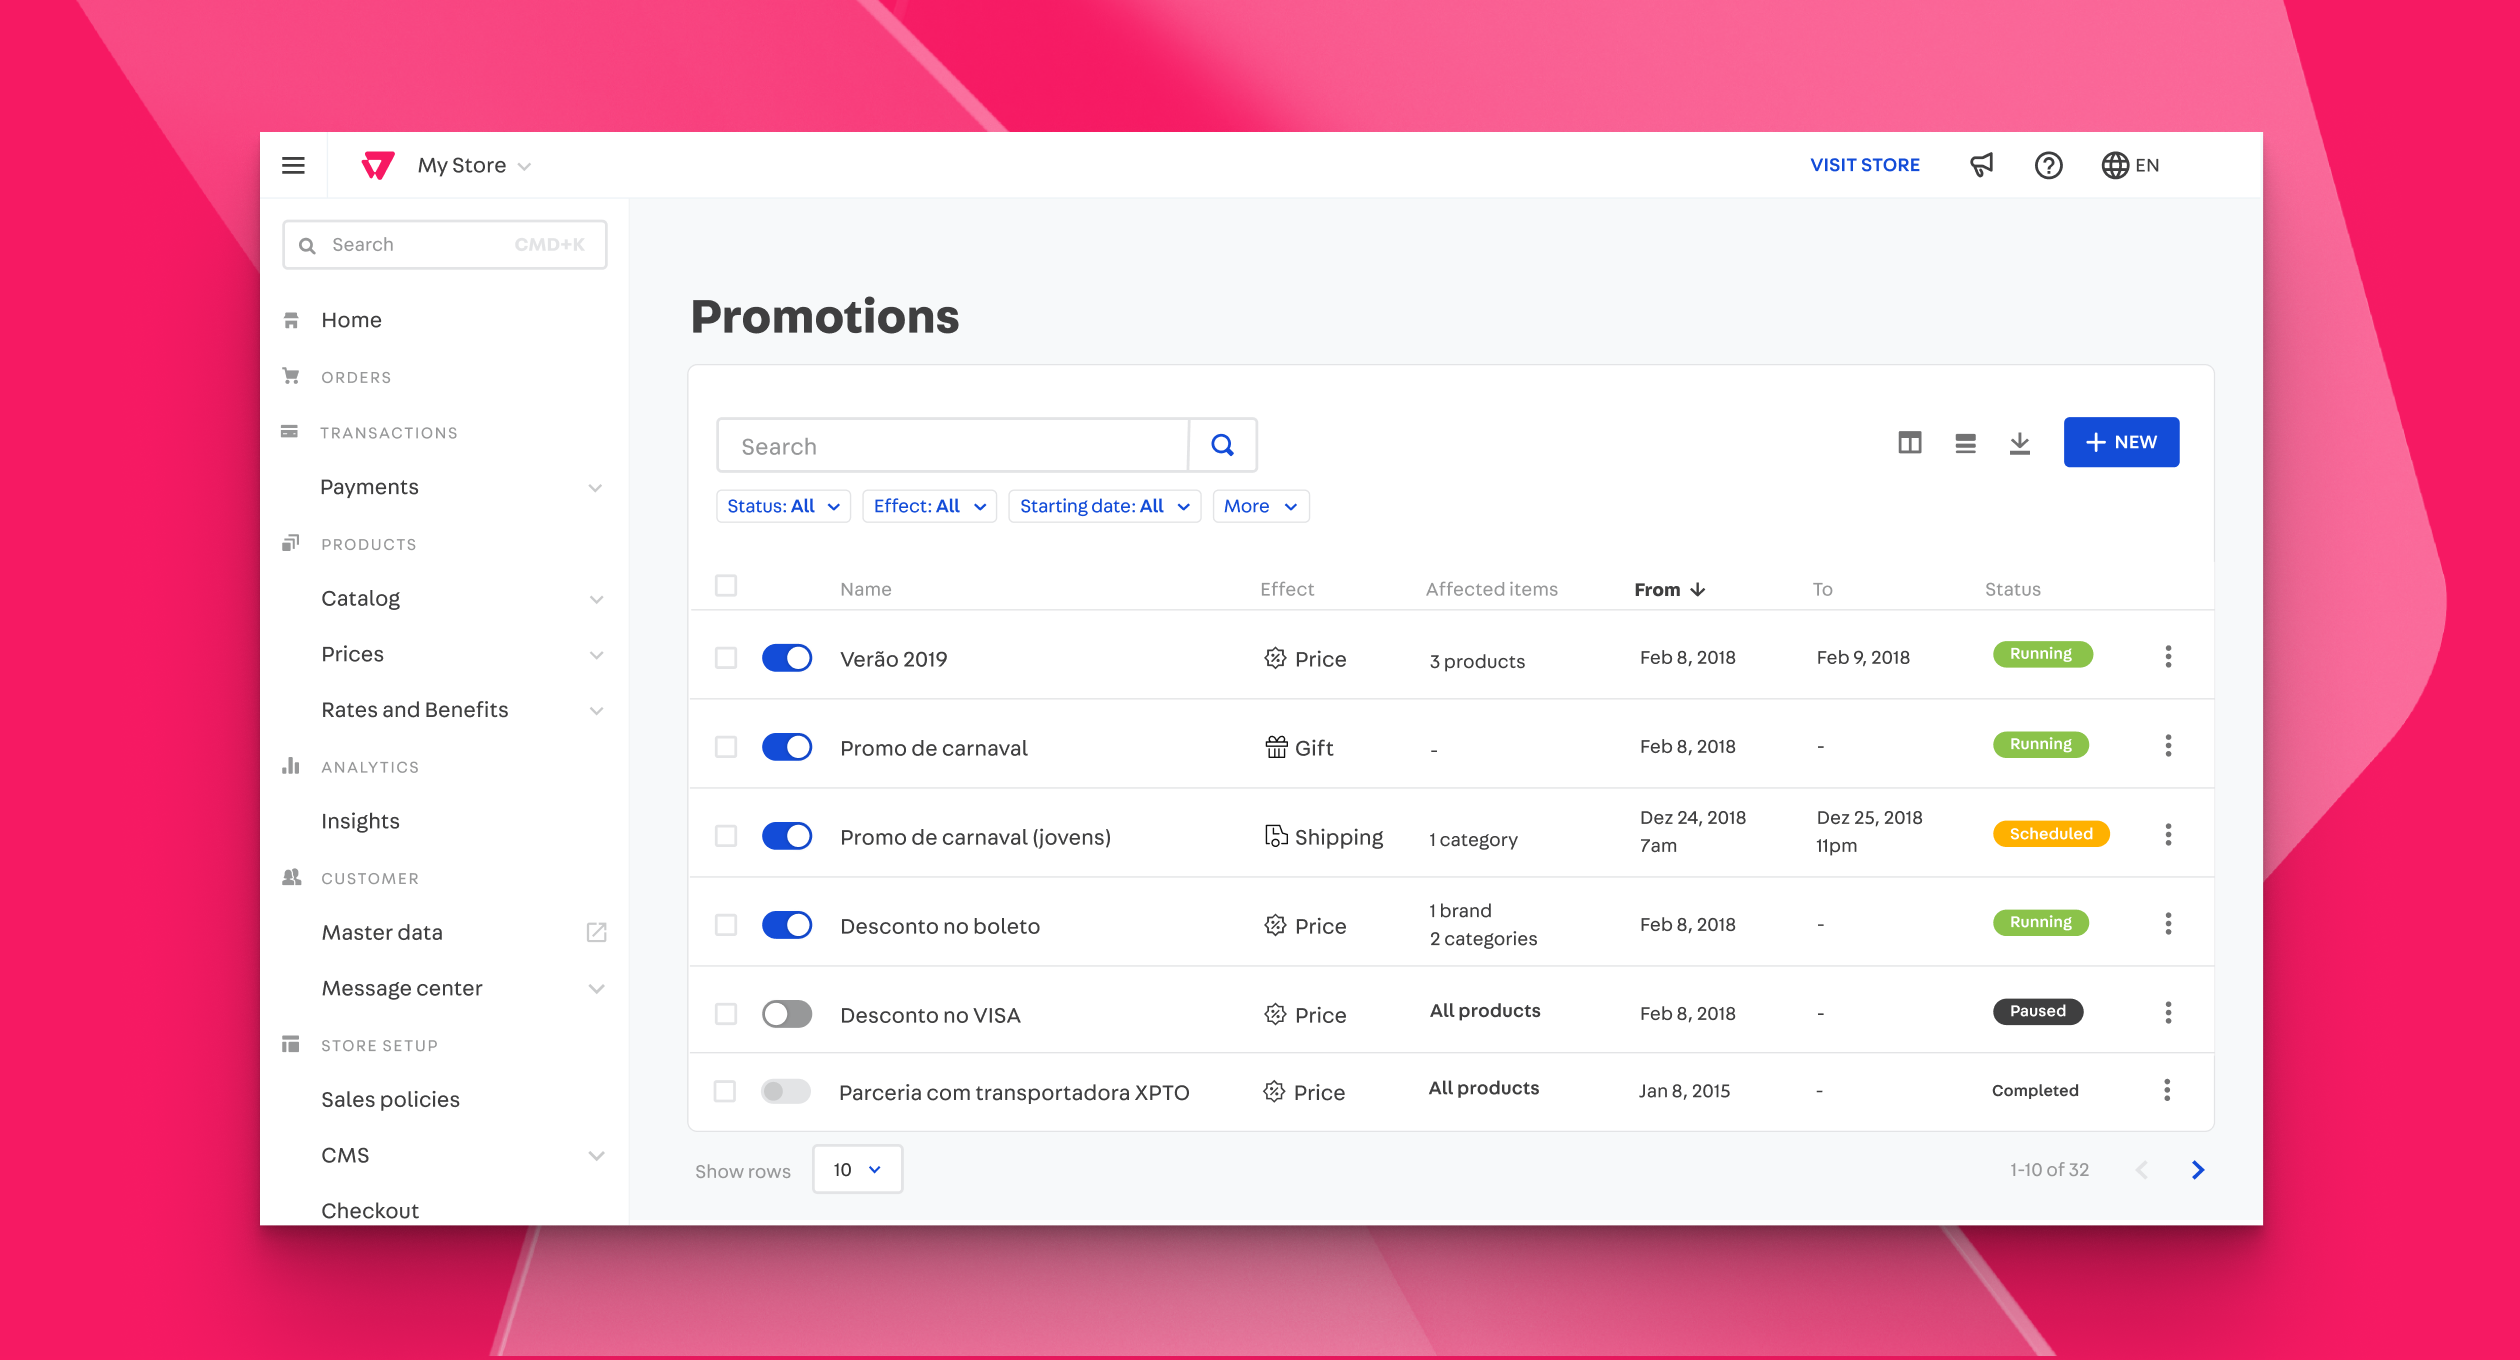 My Store
VISIT STORE
EN
Search CMD+K
Home
ORDERS
TRANSACTIONS
Payments
PRODUCTS
Catalog
Prices
Rates and Benefits
ANALYTICS
Insights
CUSTOMER
Master data
Message center
STORE SETUP
Sales policies
CMS
Checkout
Promotions
Search
NEW
Status: All
Effect: All
Starting date: All
More
Name Effect Affected items From To Status
Verão 2019 Price 3 products Feb 8, 2018 Feb 9, 2018 Running
Promo de carnaval Gift - Feb 8, 2018 - Running
Promo de carnaval (jovens) Shipping 1 category Dez 24, 2018 7am Dez 25, 2018 11pm Scheduled
Desconto no boleto Price 1 brand 2 categories Feb 8, 2018 - Running
Desconto no VISA Price All products Feb 8, 2018 - Paused
Parceria com transportadora XPTO Price All products Jan 8, 2015 - Completed
Show rows 10
1-10 of 32